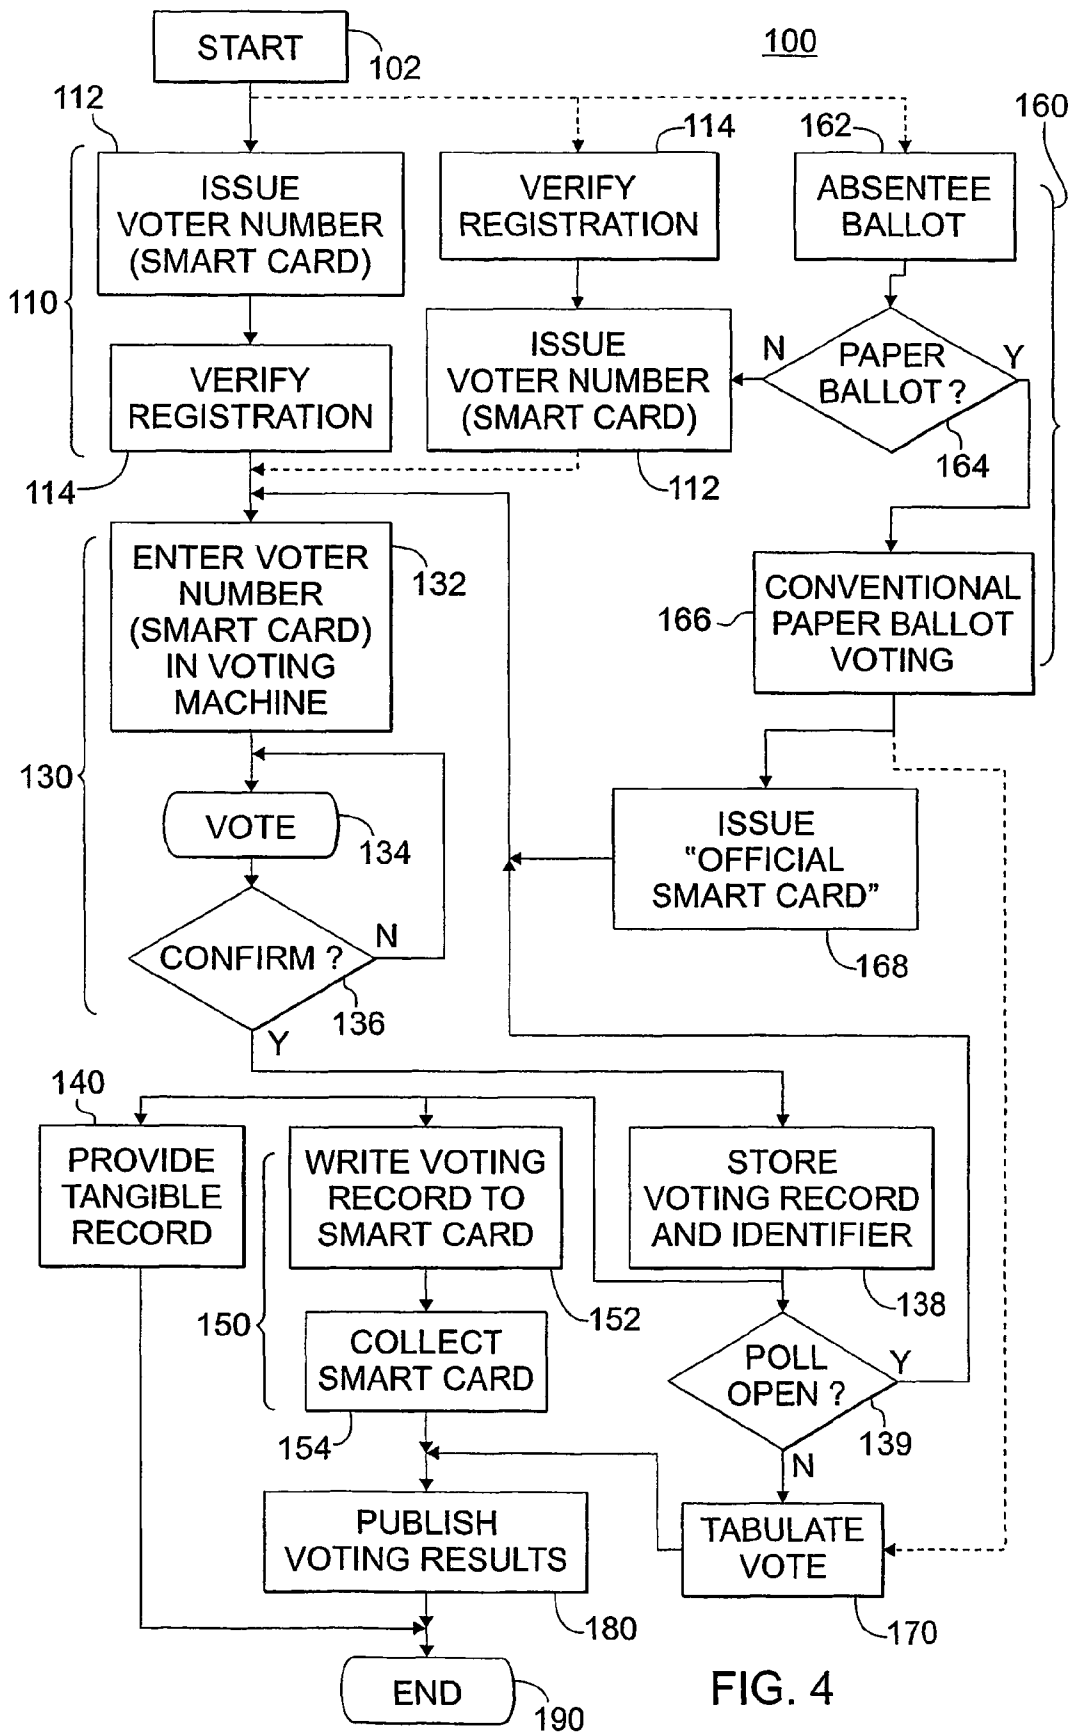 START
102
100
112
114
162
160
ISSUE
VOTER NUMBER
(SMART CARD)
VERIFY
REGISTRATION
ABSENTEE
BALLOT
110
ISSUE
VOTER NUMBER
(SMART CARD)
N
PAPER
BALLOT ?
Y
VERIFY
REGISTRATION
164
114
112
ENTER VOTER
NUMBER
(SMART CARD)
IN VOTING
MACHINE
132
CONVENTIONAL
PAPER BALLOT
VOTING
166
130
VOTE
134
ISSUE
"OFFICIAL
SMART CARD"
168
CONFIRM ?
N
136
Y
140
PROVIDE
TANGIBLE
RECORD
WRITE VOTING
RECORD TO
SMART CARD
STORE
VOTING RECORD
AND IDENTIFIER
150
152
138
COLLECT
SMART CARD
POLL
OPEN ?
Y
154
139
N
PUBLISH
VOTING RESULTS
TABULATE
VOTE
180
170
END
190
FIG. 4